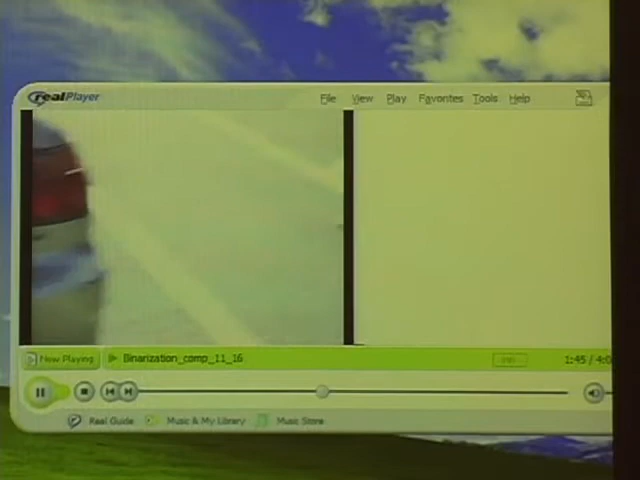 realPlayer
File View Play Favorites Tools Help
Now Playing Binarization_comp_11_16 1:45 / 4:0
Real Guide Music & My Library Music Store